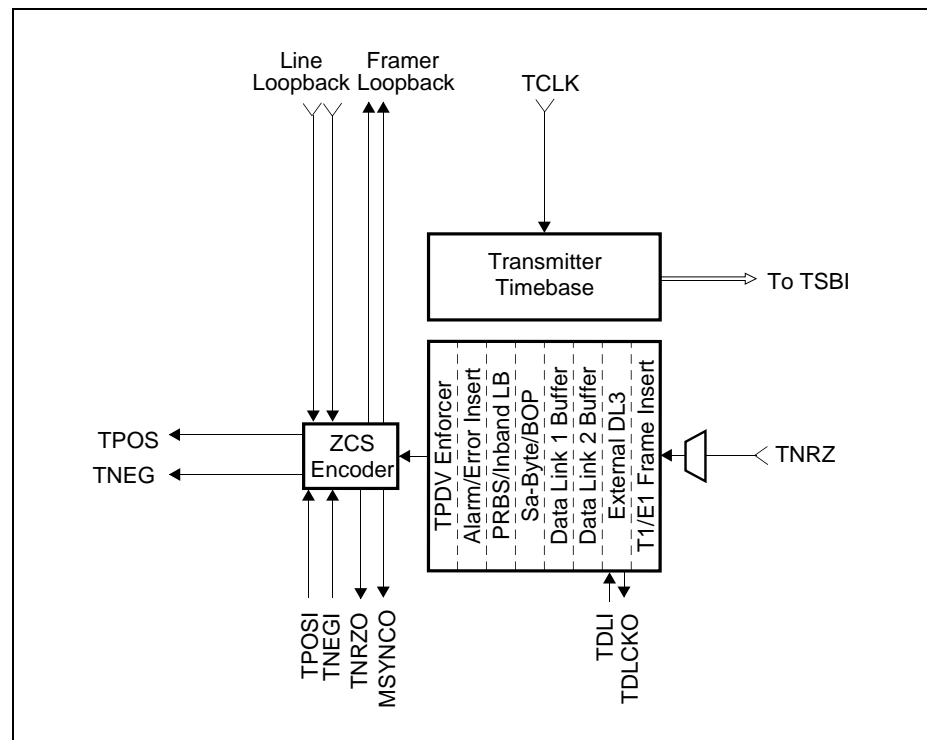 Line
Loopback
Framer
Loopback
TCLK
Transmitter
Timebase
To TSBI
TPOS
TNEG
ZCS
Encoder
TPDV Enforcer
Alarm/Error Insert
PRBS/Inband LB
Sa-Byte/BOP
Data Link 1 Buffer
Data Link 2 Buffer
External DL3
T1/E1 Frame Insert
TNRZ
TPOSI
TNEGI
TNRZO
MSYNCO
TDLI
TDLCKO